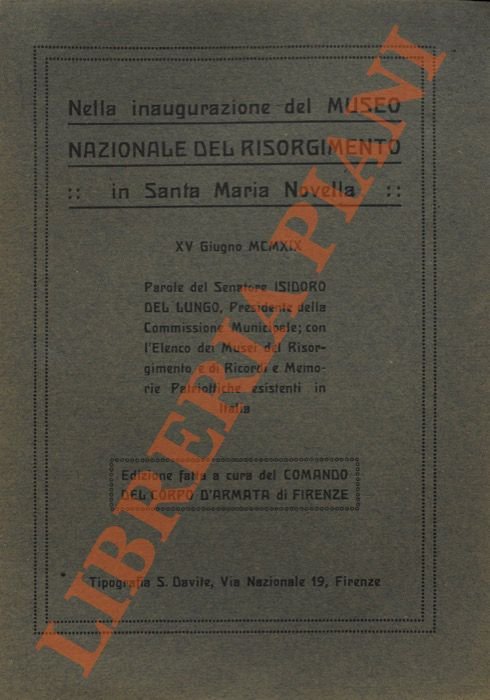 Nella inaugurazione del MUSEO
NAZIONALE DEL RISORGIMENTO
:: in Santa Maria Novella ::
XV Giugno MCMXIX
Parole del Senatore ISIDORO
DEL LUNGO, Presidente della
Commissione Municipale; con
l'Elenco dei Musei del Risor-
gimento e di Ricordi e Memo-
rie Patriottiche esistenti in
Italia
Edizione fatta a cura del COMANDO
DEL CORPO D'ARMATA di FIRENZE
Tipografia S. Davite, Via Nazionale 19, Firenze
LIBRERIA PIANI